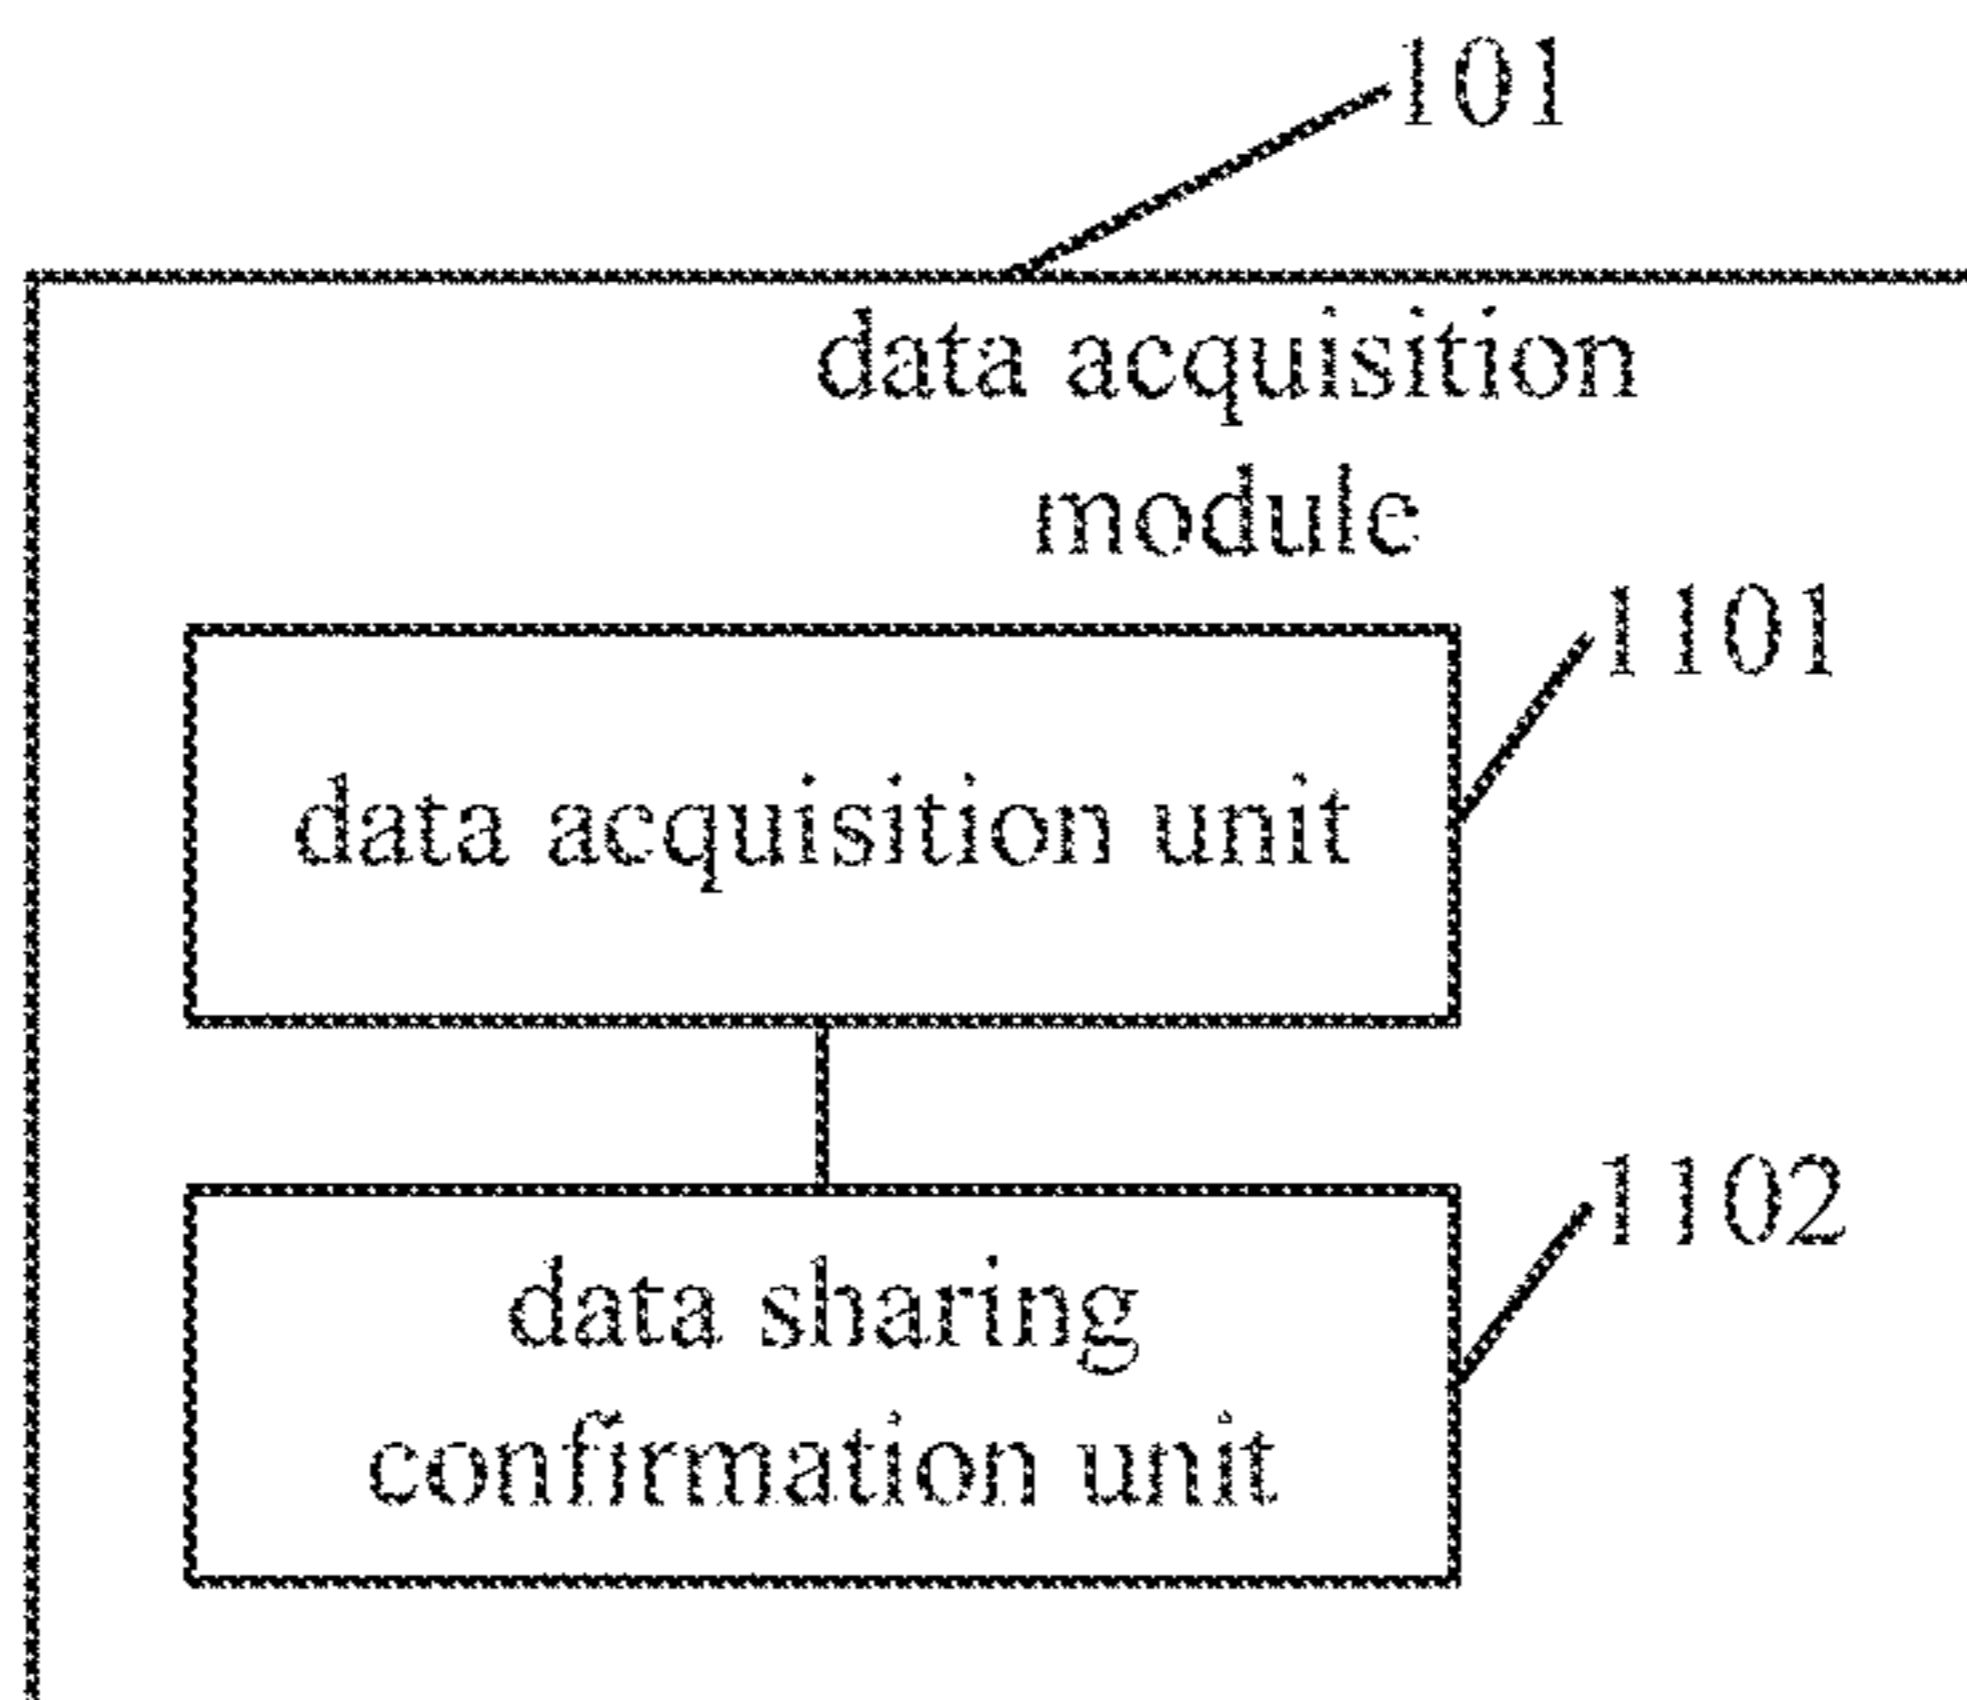 101
data acquisition
module
1101
data acquisition unit
1102
data sharing
confirmation unit